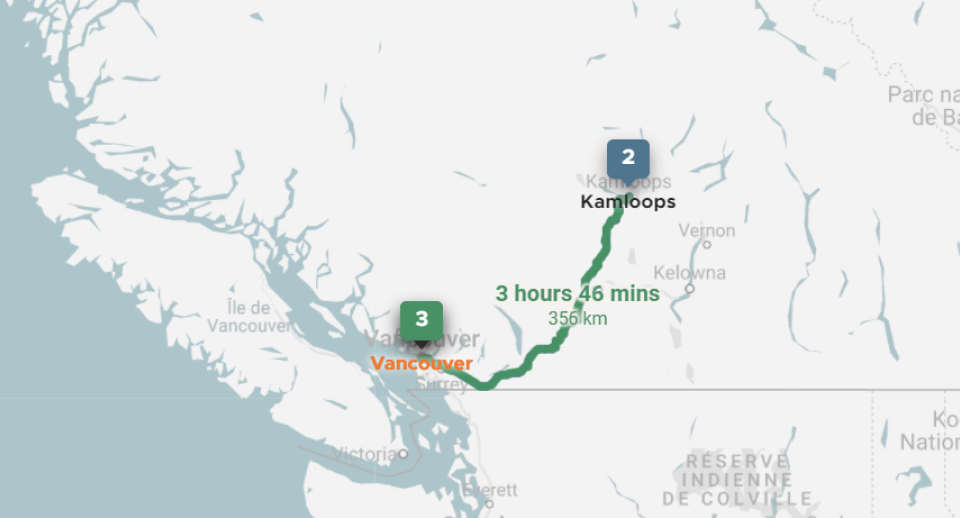 Parc na
de Ba
2
Kamloops
Kamloops
Vernon
Kelowna
3 hours 46 mins
356 km
Île de
Vancouver
3
Vancouver
Vancouver
Surrey
Victoria
Everett
RÉSERVE
INDIENNE
DE COLVILLE
Ko
Nation